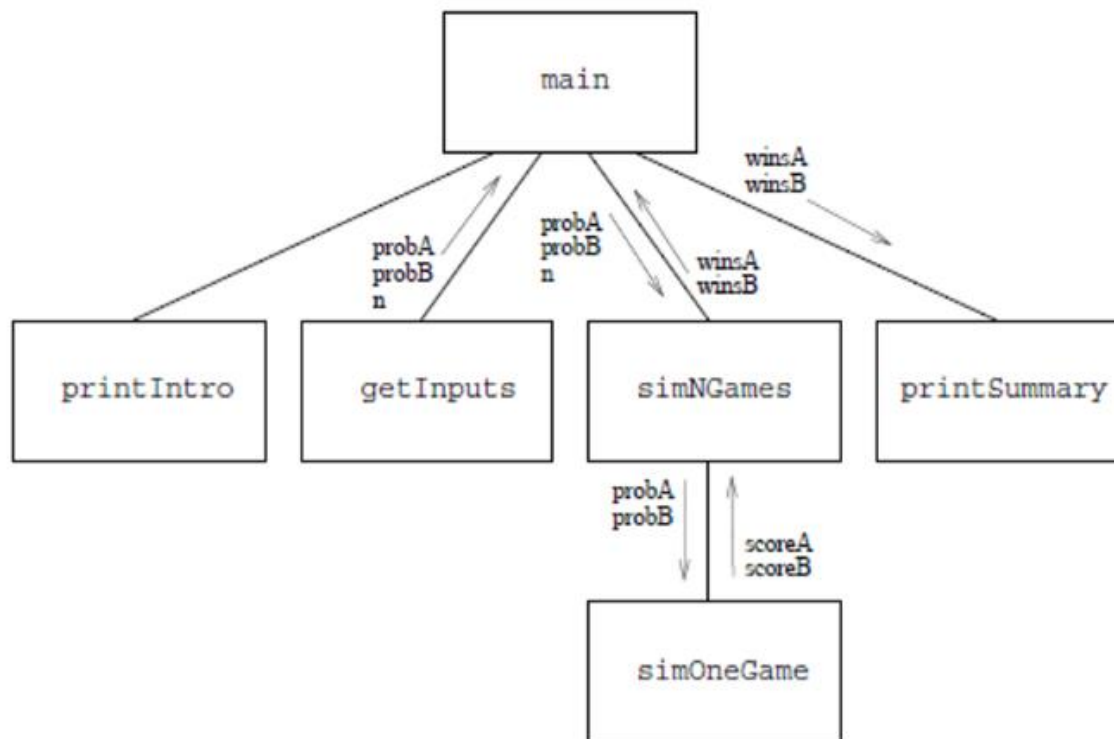 main
winsA
winsB
probA
probB
n
probA
probB
n
winsA
winsB
printIntro
getInputs
simNGames
printSummary
probA
probB
scoreA
scoreB
simOneGame